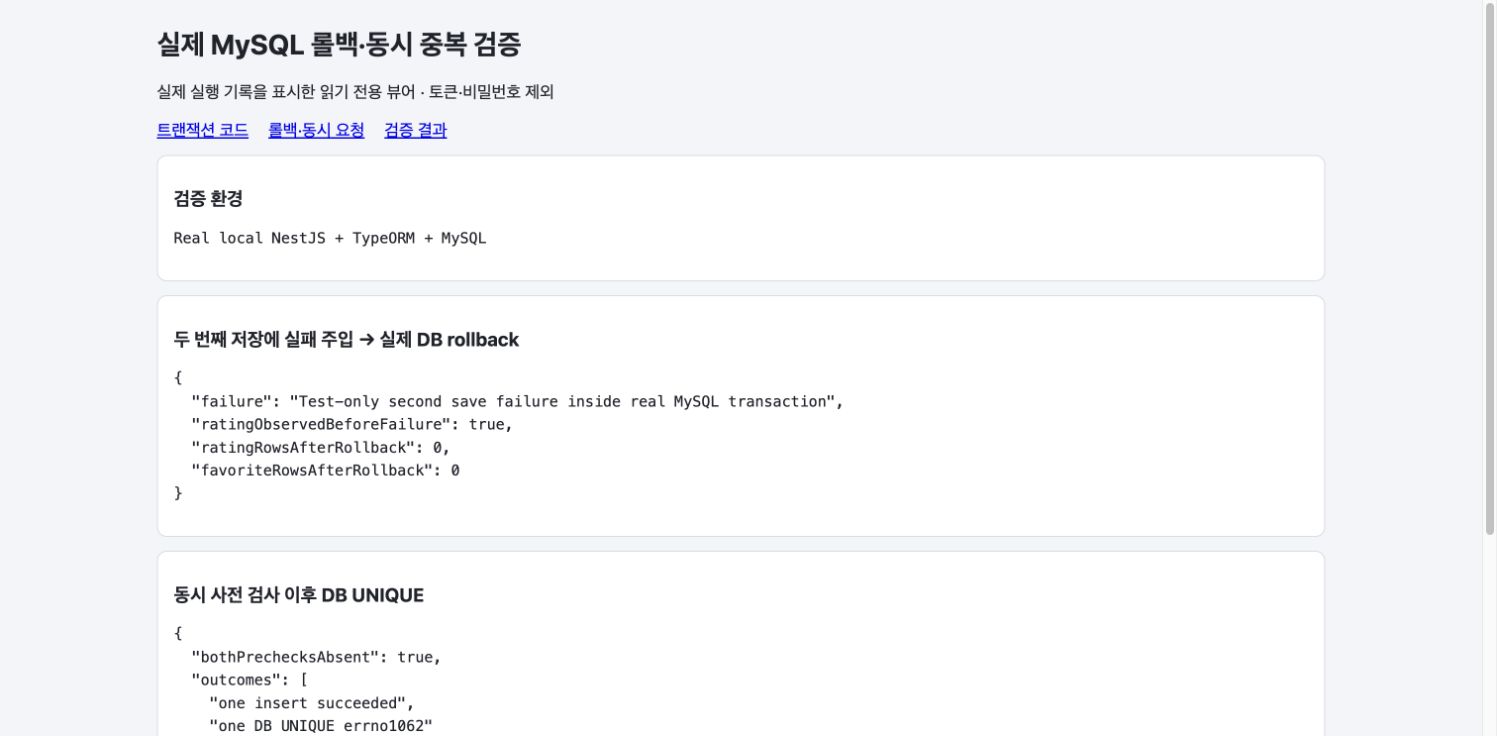 실제 MySQL 롤백·동시 중복 검증
실제 실행 기록을 표시한 읽기 전용 뷰어 · 토큰·비밀번호 제외
트랜잭션 코드 롤백·동시 요청 검증 결과
검증 환경
Real local NestJS + TypeORM + MySQL
두 번째 저장에 실패 주입 → 실제 DB rollback
{
  "failure": "Test-only second save failure inside real MySQL transaction",
  "ratingObservedBeforeFailure": true,
  "ratingRowsAfterRollback": 0,
  "favoriteRowsAfterRollback": 0
}
동시 사전 검사 이후 DB UNIQUE
{
  "bothPrechecksAbsent": true,
  "outcomes": [
    "one insert succeeded",
    "one DB UNIQUE errno1062"